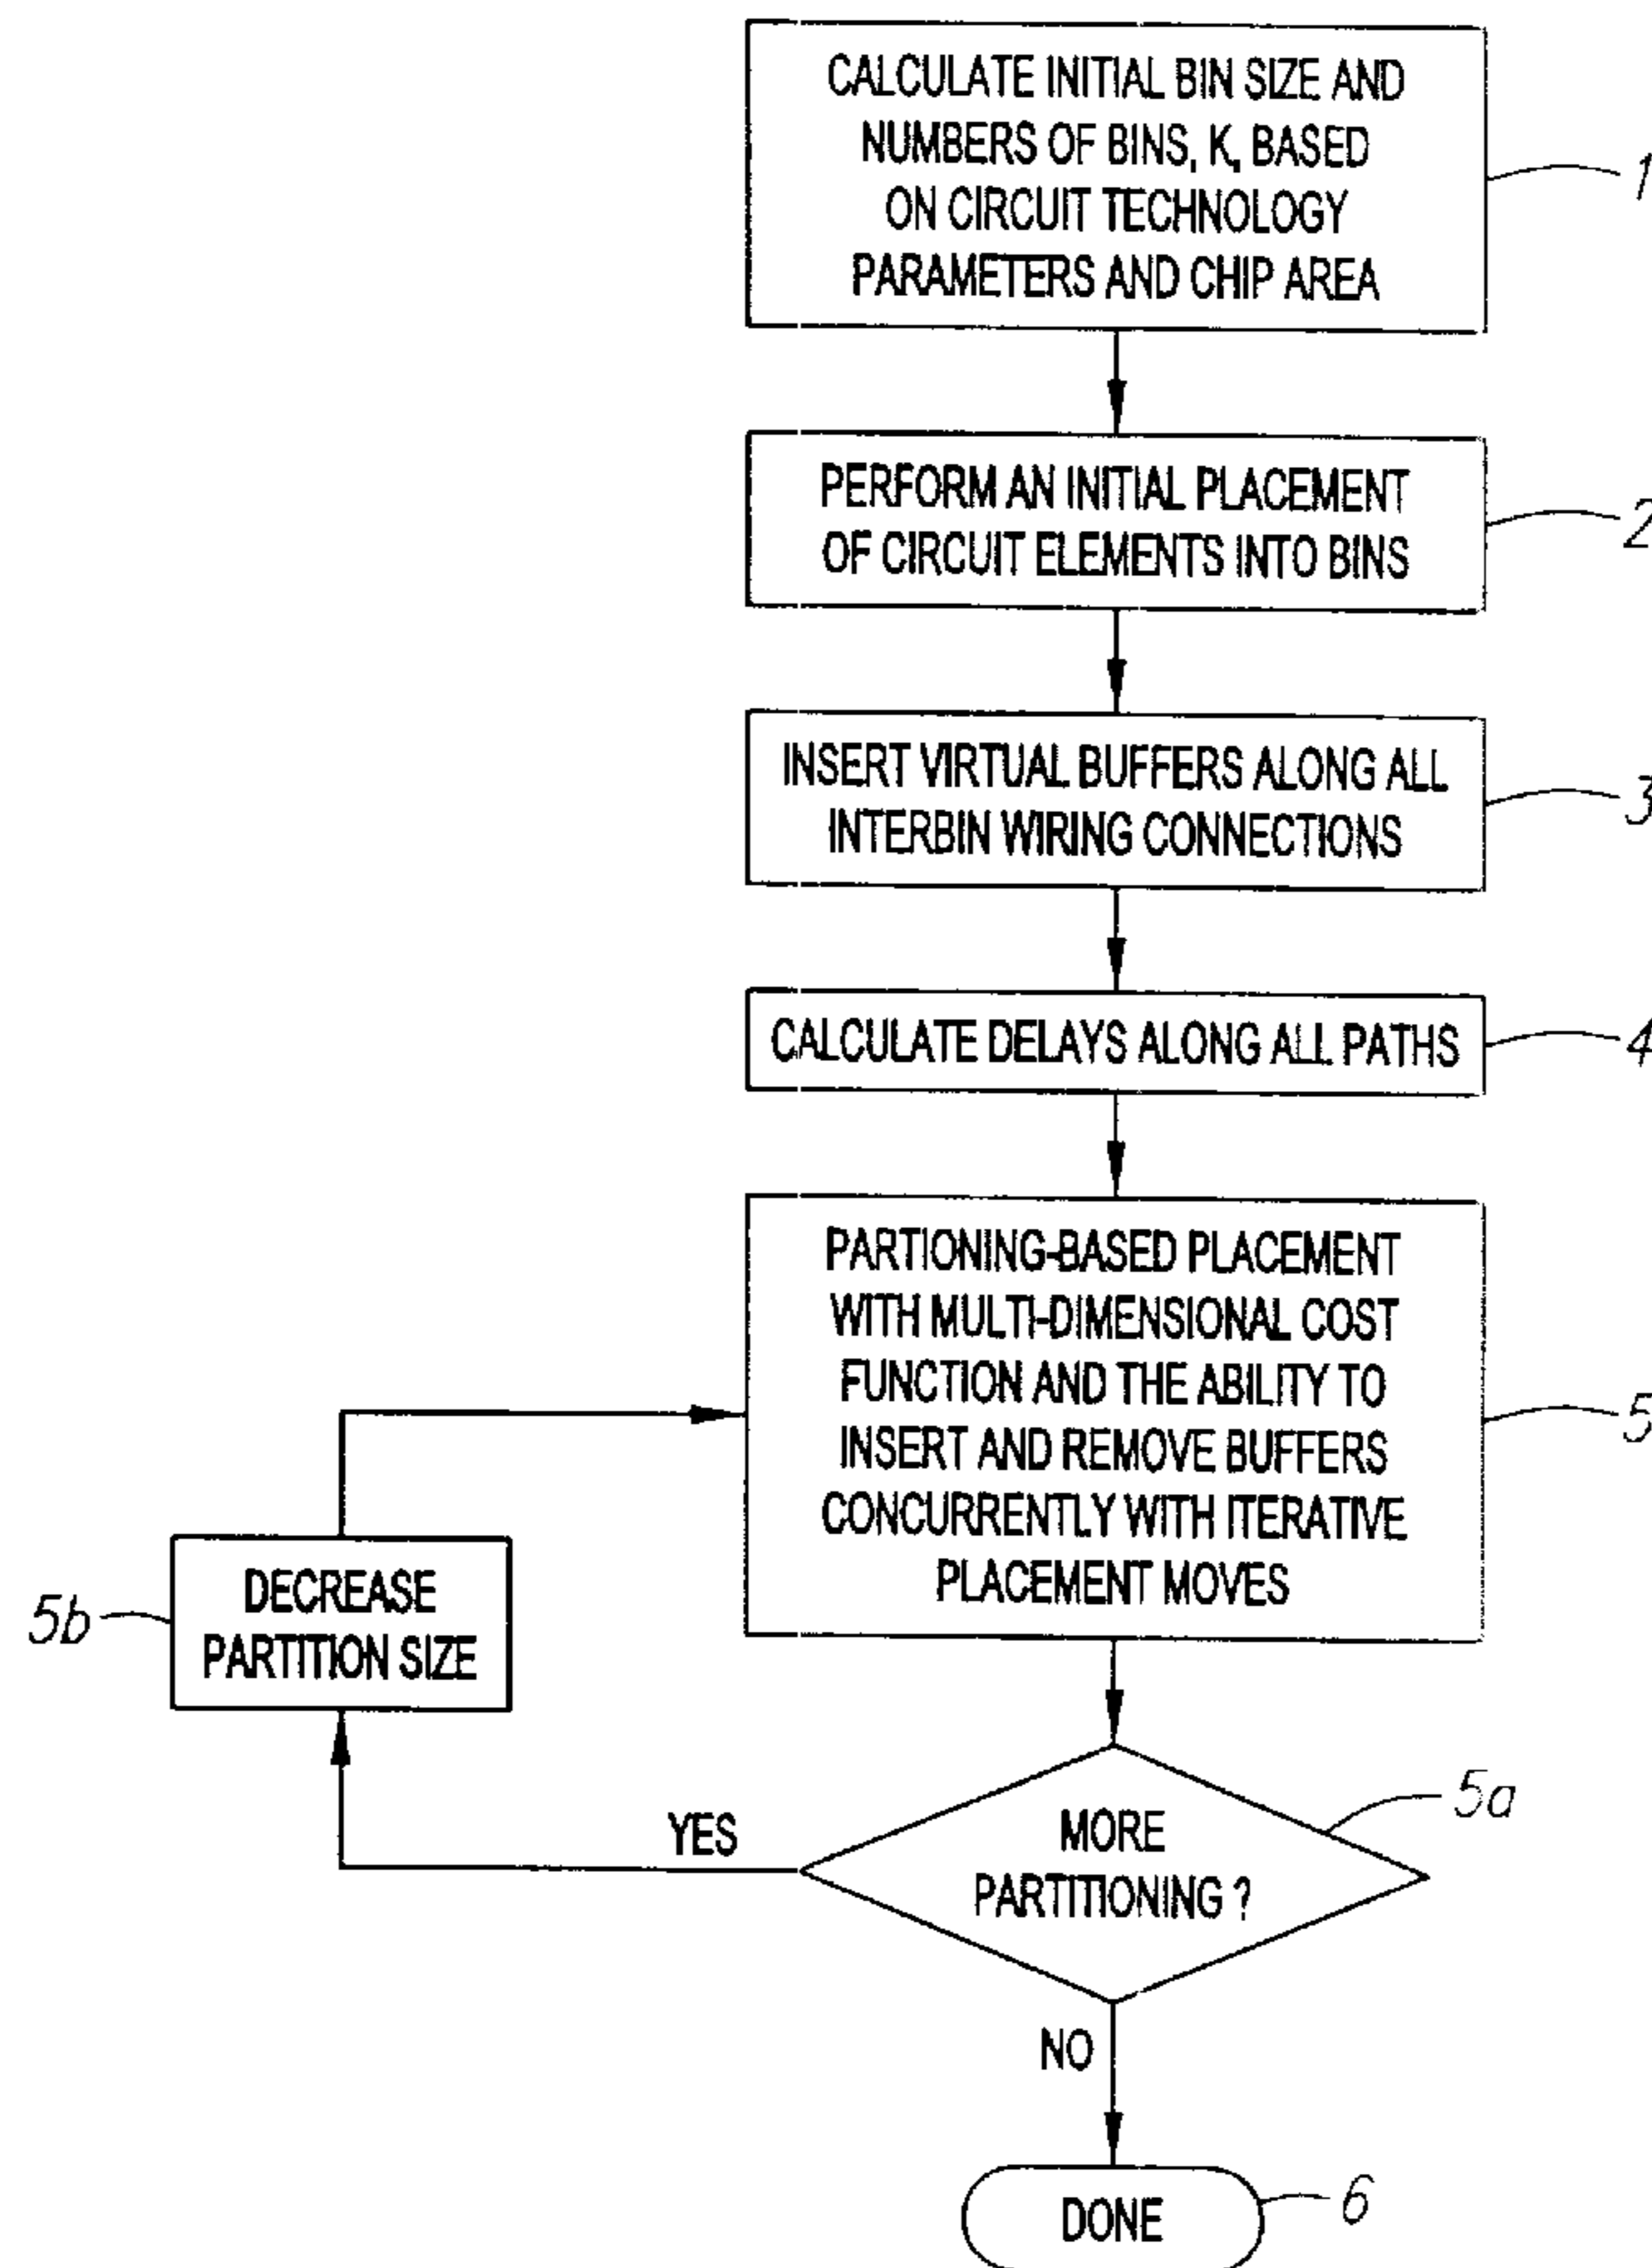 CALCULATE INITIAL BIN SIZE AND
NUMBERS OF BINS, K, BASED
ON CIRCUIT TECHNOLOGY
PARAMETERS AND CHIP AREA
1
PERFORM AN INITIAL PLACEMENT
OF CIRCUIT ELEMENTS INTO BINS
2
INSERT VIRTUAL BUFFERS ALONG ALL
INTERBIN WIRING CONNECTIONS
3
CALCULATE DELAYS ALONG ALL PATHS
4
PARTIONING-BASED PLACEMENT
WITH MULTI-DIMENSIONAL COST
FUNCTION AND THE ABILITY TO
INSERT AND REMOVE BUFFERS
CONCURRENTLY WITH ITERATIVE
PLACEMENT MOVES
5
5b
DECREASE
PARTITION SIZE
YES
MORE
PARTITIONING ?
5a
NO
DONE
6